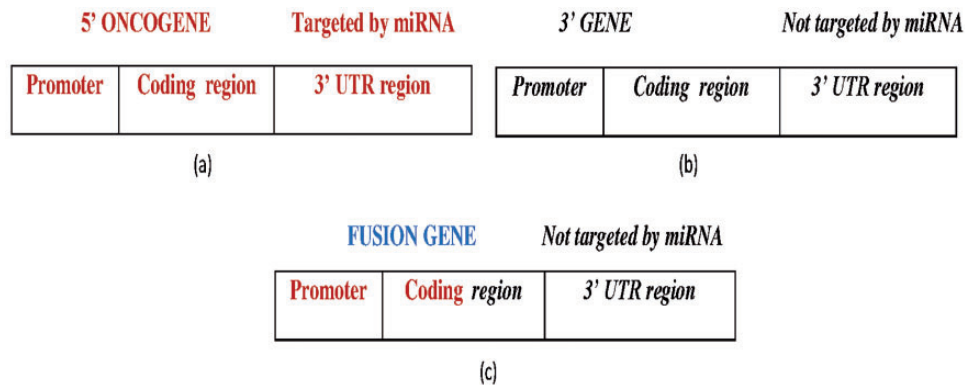 5' ONCOGENE Targeted by miRNA
Promoter Coding region 3' UTR region
(a)
3' GENE Not targeted by miRNA
Promoter Coding region 3' UTR region
(b)
FUSION GENE Not targeted by miRNA
Promoter Coding region 3' UTR region
(c)